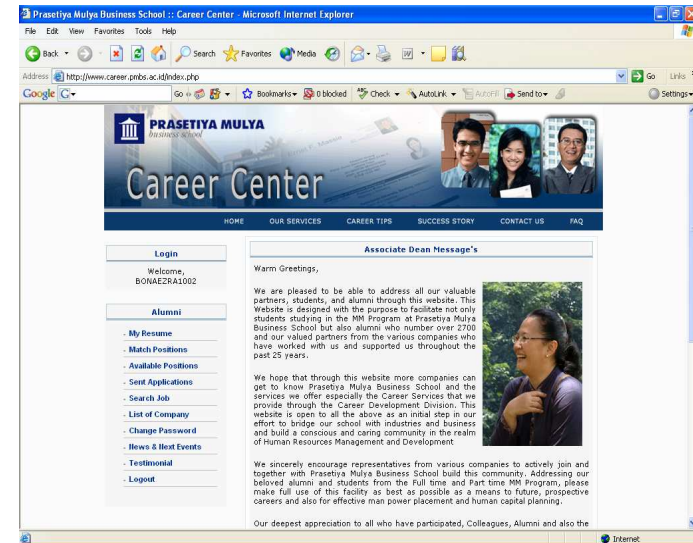 Prasetiya Mulya Business School :: Career Center - Microsoft Internet Explorer
File Edit View Favorites Tools Help
Back Search Favorites Media
Address http://www.career.pmbs.ac.id/index.php Go Links
Google Go Bookmarks 0 blocked Check AutoLink AutoFill Send to Settings
PRASETIYA MULYA
business school
Career Center
HOME OUR SERVICES CAREER TIPS SUCCESS STORY CONTACT US FAQ
Login
Welcome,
BONAEZRA1002
Alumni
- My Resume
- Match Positions
- Available Positions
- Sent Applications
- Search Job
- List of Company
- Change Password
- News & Next Events
- Testimonial
- Logout
Associate Dean Message's
Warm Greetings,
We are pleased to be able to address all our valuable
partners, students, and alumni through this website. This
Website is designed with the purpose to facilitate not only
students studying in the MM Program at Prasetiya Mulya
Business School but also alumni who number over 2700
and our valued partners from the various companies who
have worked with us and supported us throughout the
past 25 years.
We hope that through this website more companies can
get to know Prasetiya Mulya Business School and the
services we offer especially the Career Services that we
provide through the Career Development Division. This
website is open to all the above as an initial step in our
effort to bridge our school with industries and business
and build a conscious and caring community in the realm
of Human Resources Management and Development
We sincerely encourage representatives from various companies to actively join and
together with Prasetiya Mulya Business School build this community. Addressing our
beloved alumni and students from the Full time and Part time MM Program, please
make full use of this facility as best as possible as a means to future, prospective
careers and also for effective man power placement and human capital planning.
Our deepest appreciation to all who have participated, Colleagues, Alumni and also the
Internet